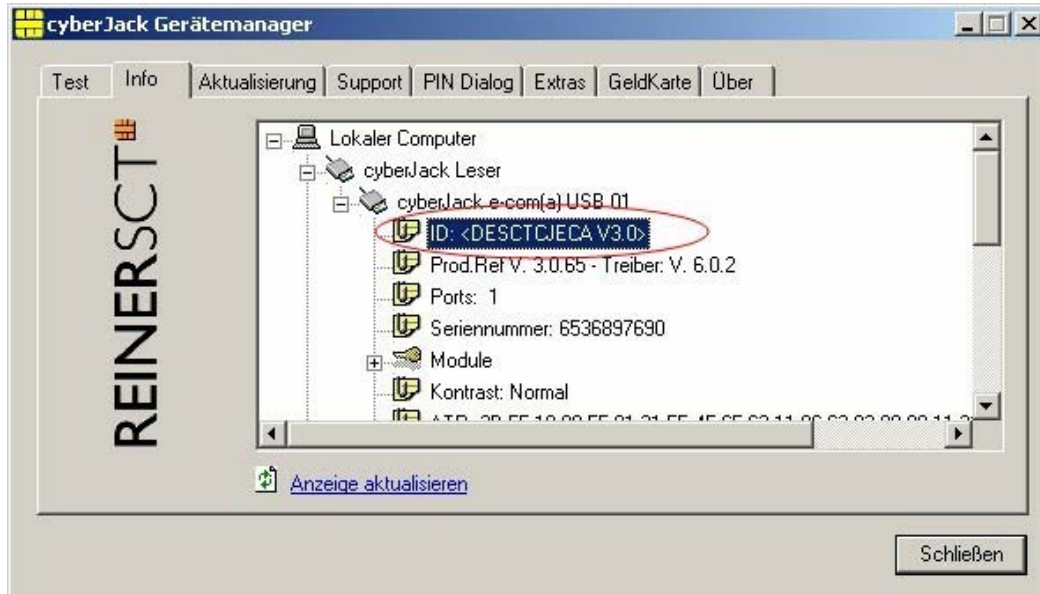 cyberJack Gerätemanager
Test Info Aktualisierung Support PIN Dialog Extras GeldKarte Über
REINERSCT
Lokaler Computer
cyberJack Leser
cyberJack e-com(a) USB 01
ID: <DESCTCJECA V3.0>
Prod.Ref V. 3.0.65 - Treiber: V. 6.0.2
Ports: 1
Seriennummer: 6536897690
Module
Kontrast: Normal
Anzeige aktualisieren
Schließen